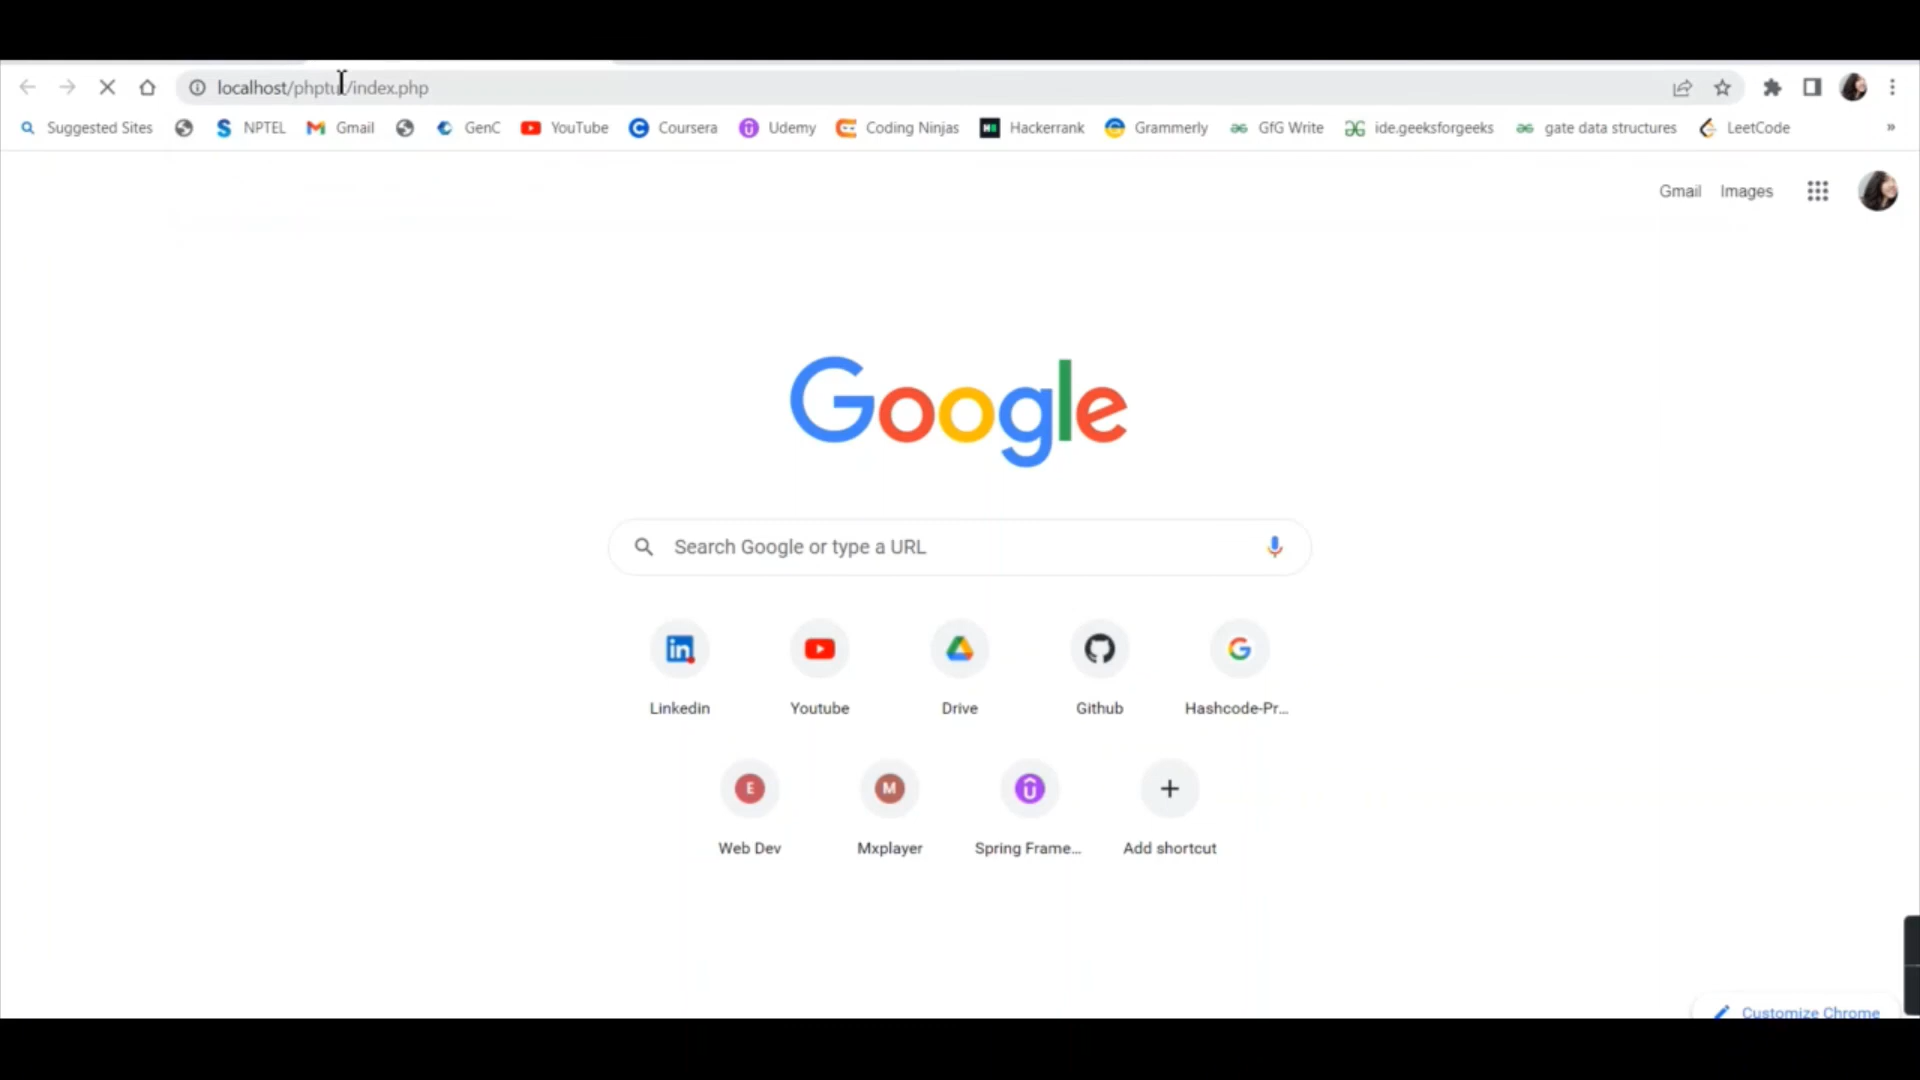 localhost/phptu/index.php
Suggested Sites NPTEL Gmail GenC YouTube Coursera Udemy Coding Ninjas Hackerrank Grammerly GfG Write ide.geeksforgeeks gate data structures LeetCode »
Gmail Images
Google
Search Google or type a URL
Linkedin Youtube Drive Github Hashcode-Pr...
E M
Web Dev Mxplayer Spring Frame... Add shortcut
Customize Chrome